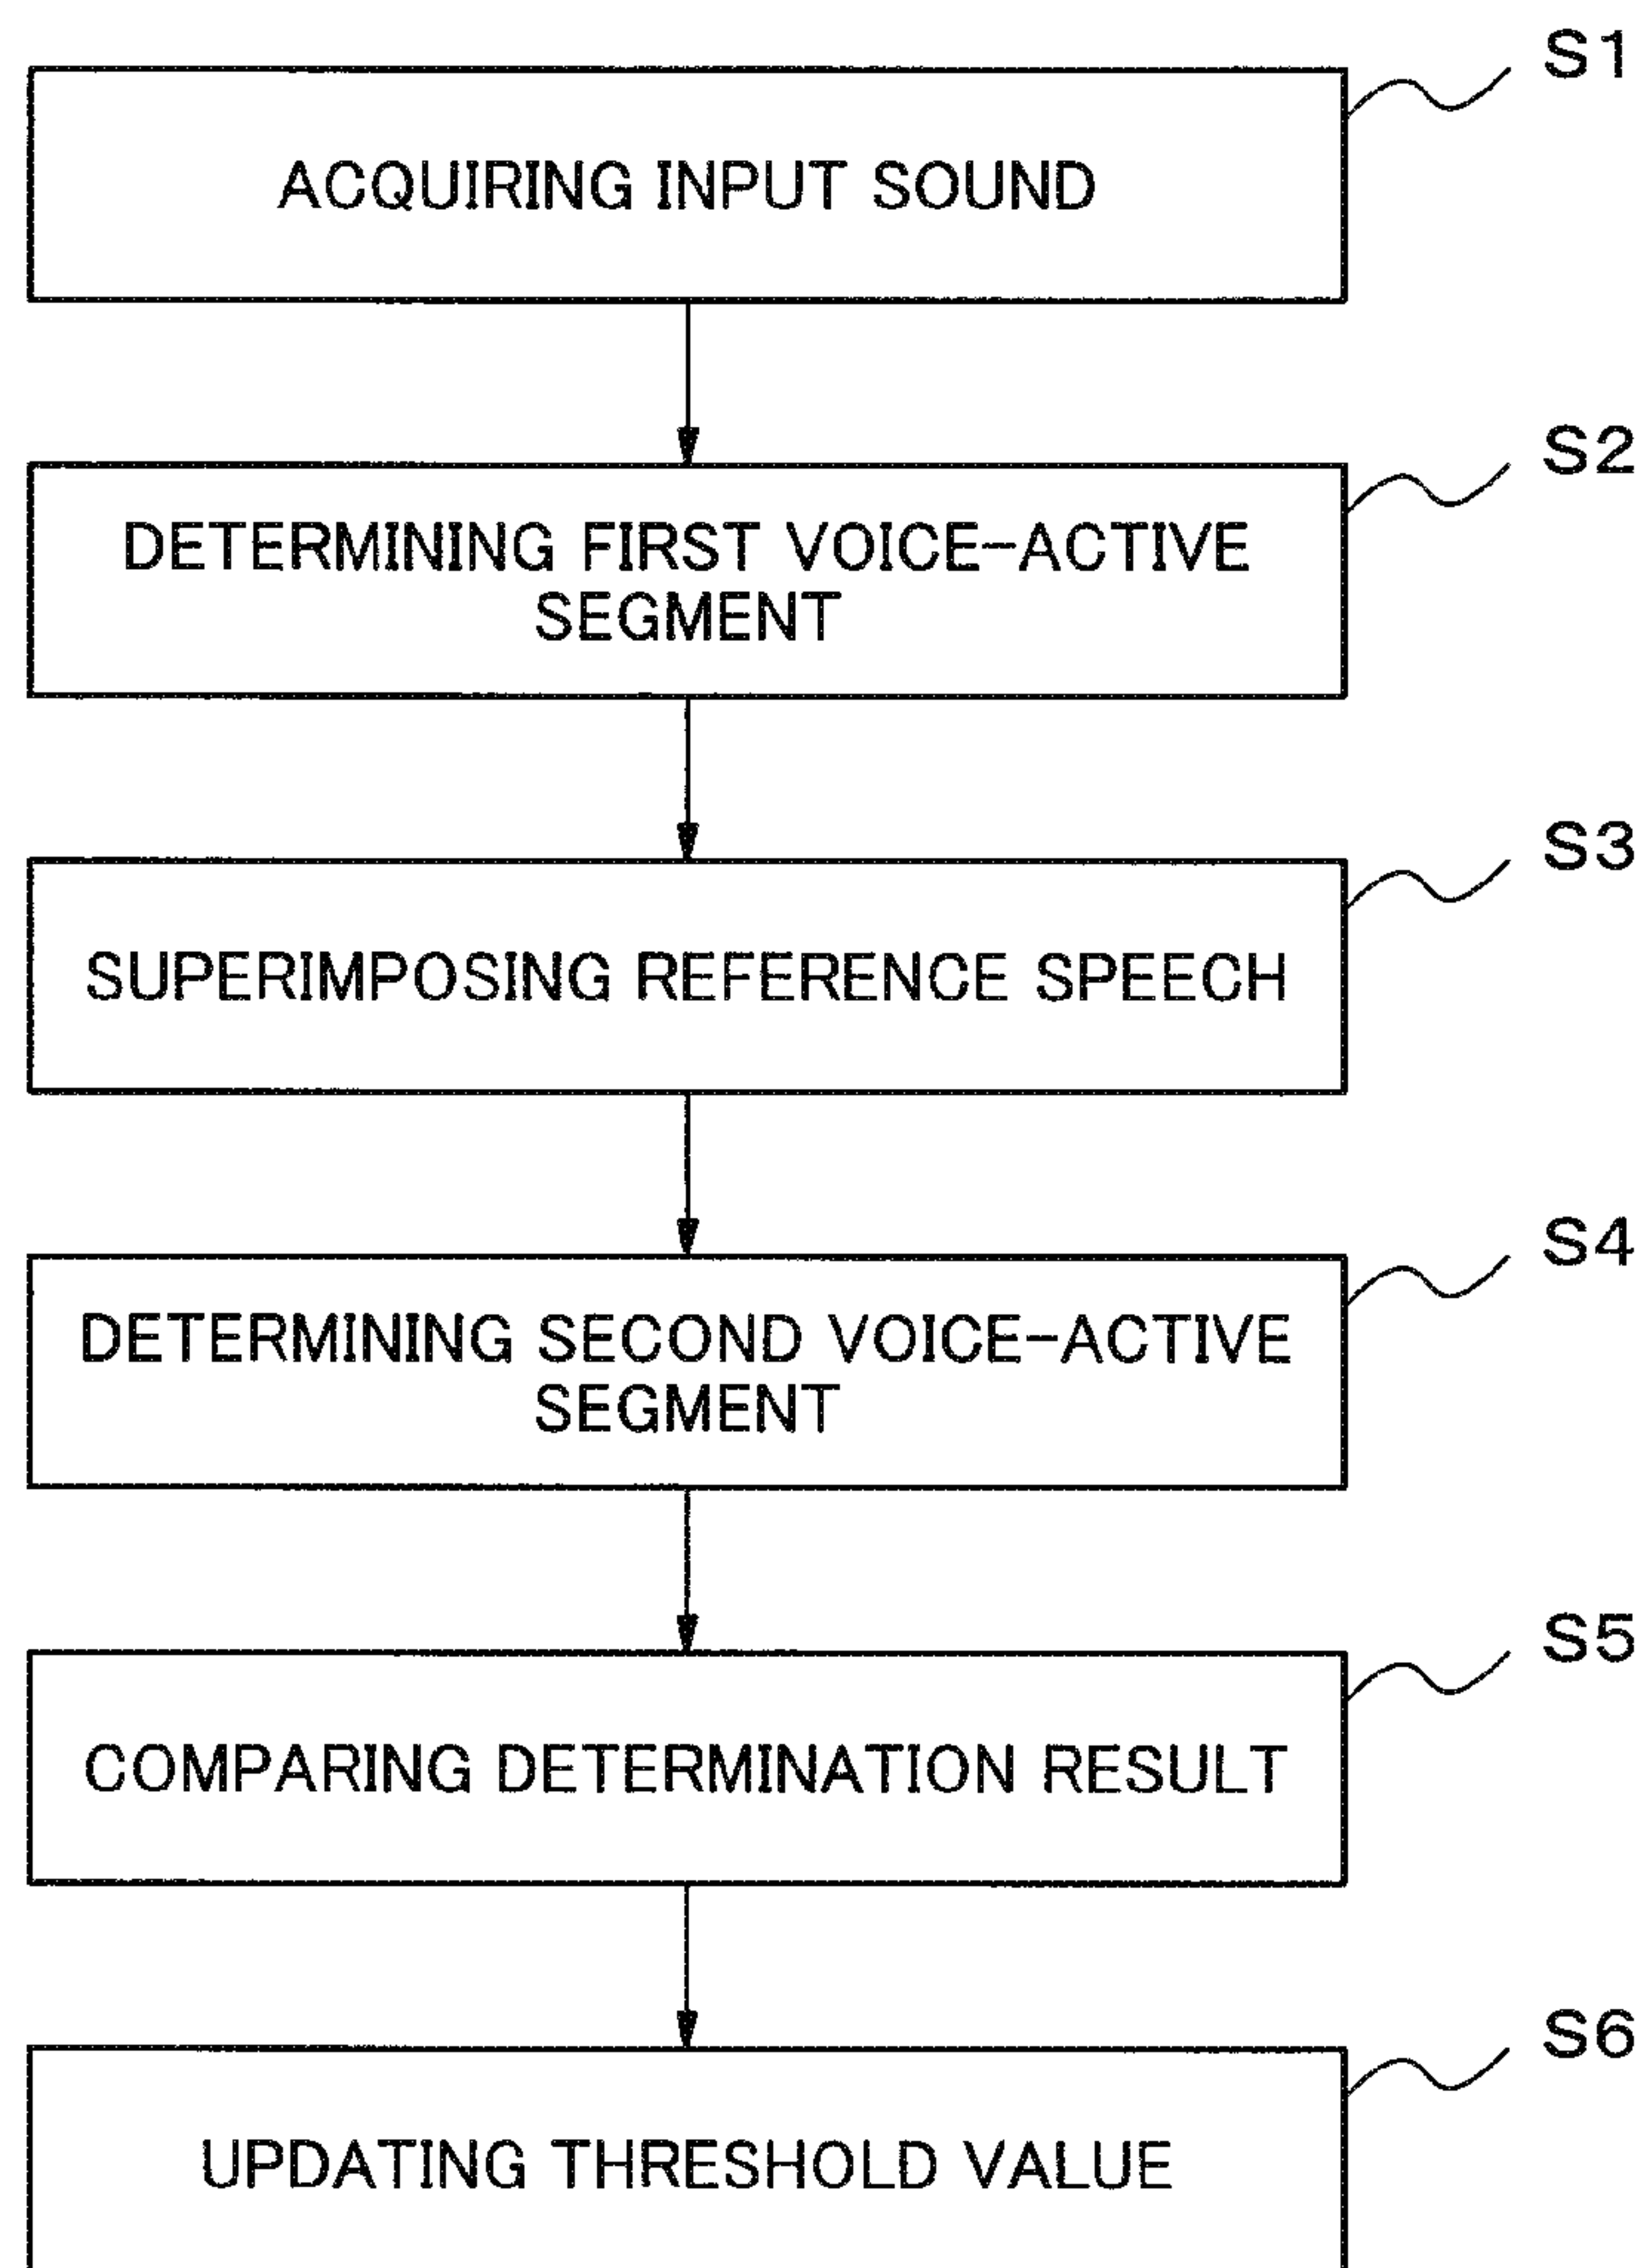 S1
ACQUIRING INPUT SOUND
S2
DETERMINING FIRST VOICE-ACTIVE
SEGMENT
S3
SUPERIMPOSING REFERENCE SPEECH
S4
DETERMINING SECOND VOICE-ACTIVE
SEGMENT
S5
COMPARING DETERMINATION RESULT
S6
UPDATING THRESHOLD VALUE